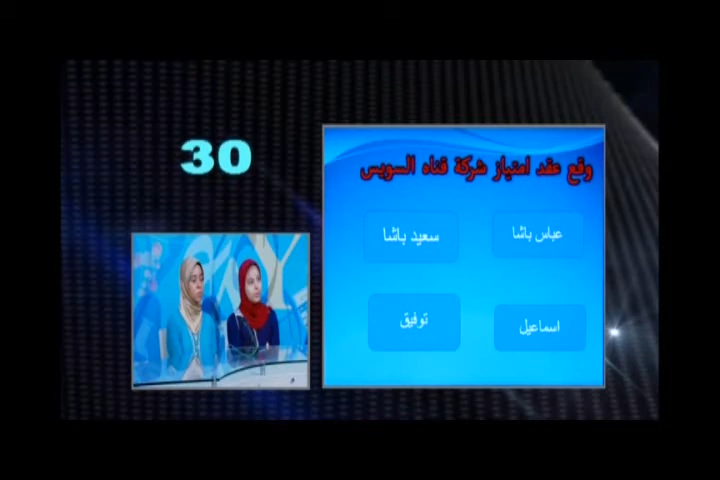 30
وقع عقد امتياز شركة قناه السويس
عباس باشا
سعيد باشا
اسماعيل
توفيق